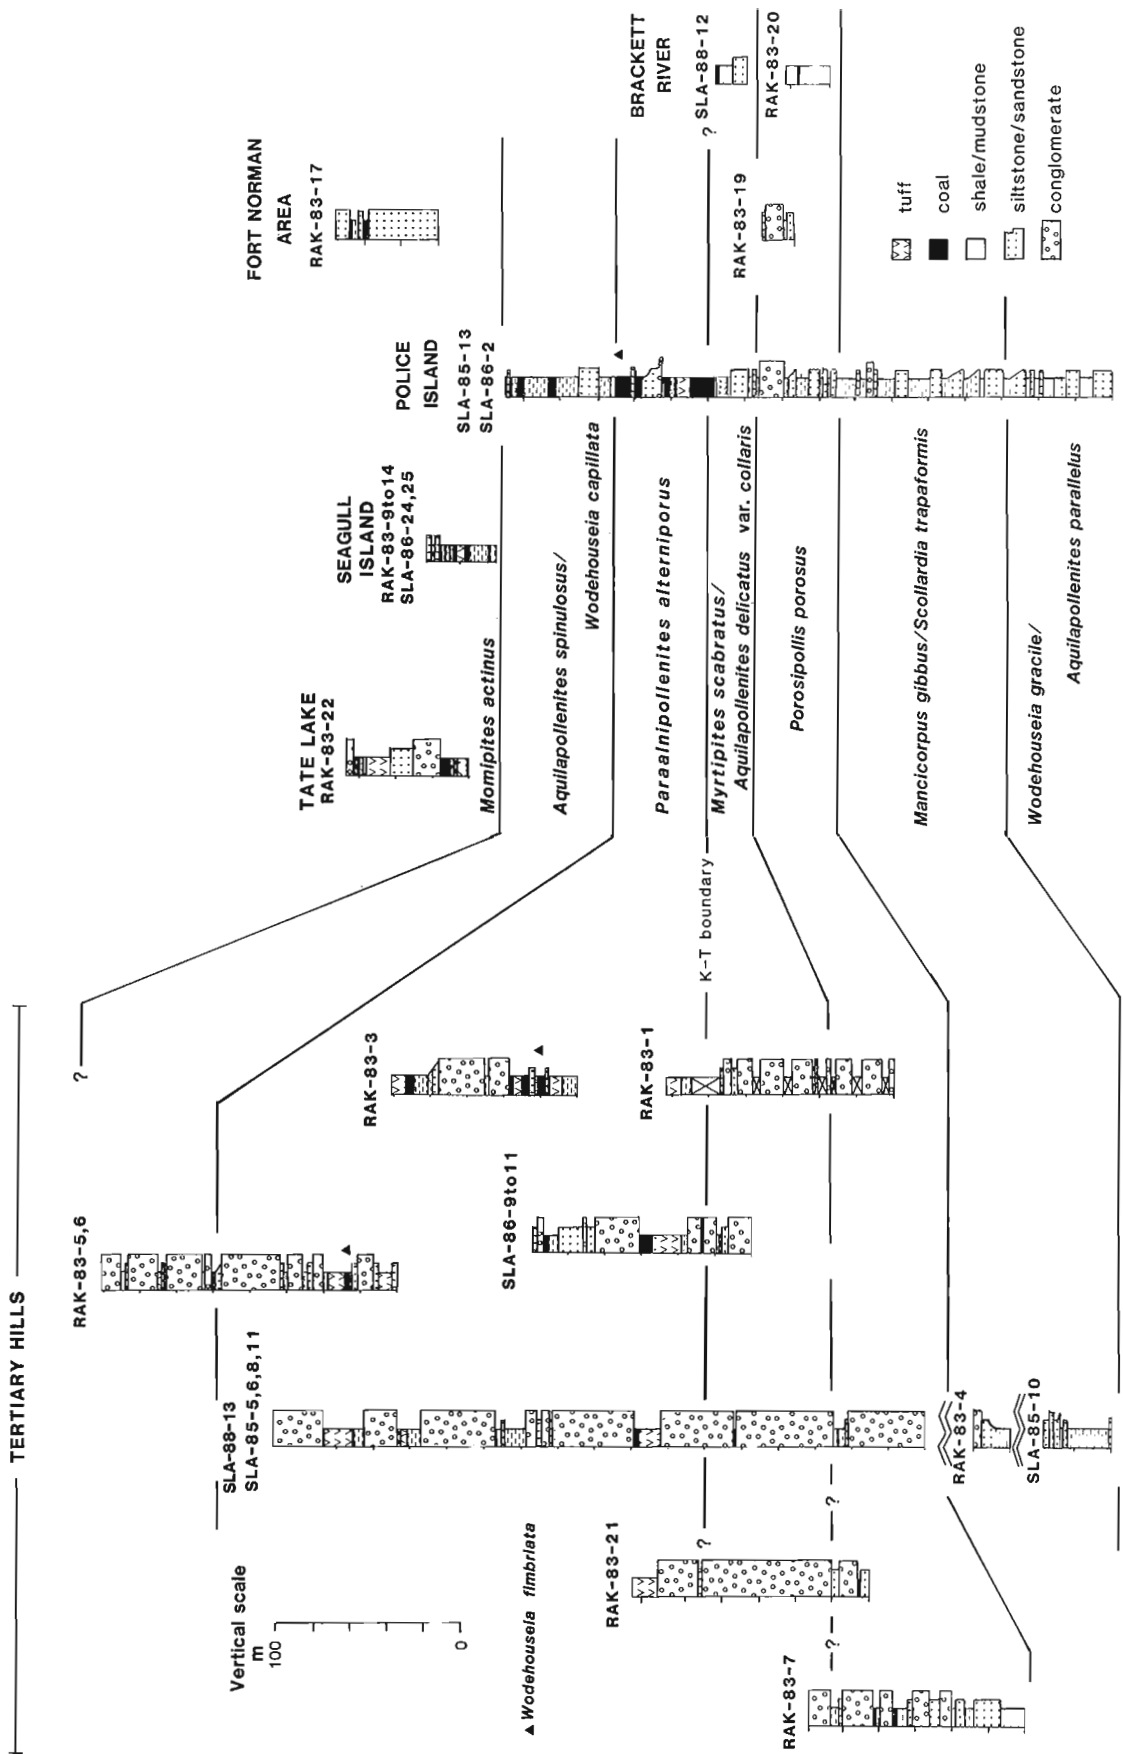 TERTIARY HILLS
RAK-83-5,6
SLA-88-13
SLA-85-5,6,8,11
Vertical scale
m
100
0
▲ Wodehouseia fimbriata
RAK-83-7
RAK-83-21
SLA-86-9to11
RAK-83-3
RAK-83-1
RAK-83-4
SLA-85-10
?
?
?
?
K-T boundary
TATE LAKE
RAK-83-22
SEAGULL
ISLAND
RAK-83-9to14
SLA-86-24,25
POLICE
ISLAND
SLA-85-13
SLA-86-2
FORT NORMAN
AREA
RAK-83-17
RAK-83-19
BRACKETT
RIVER
? SLA-88-12
RAK-83-20
Momipites actinus
Aquilapollenites spinulosus/
Wodehouseia capillata
Paraalnipollenites alterniporus
Myrtipites scabratus/
Aquilapollenites delicatus var. collaris
Porosipollis porosus
Mancicorpus gibbus/Scollardia trapaformis
Wodehouseia gracile/
Aquilapollenites parallelus
tuff
coal
shale/mudstone
siltstone/sandstone
conglomerate